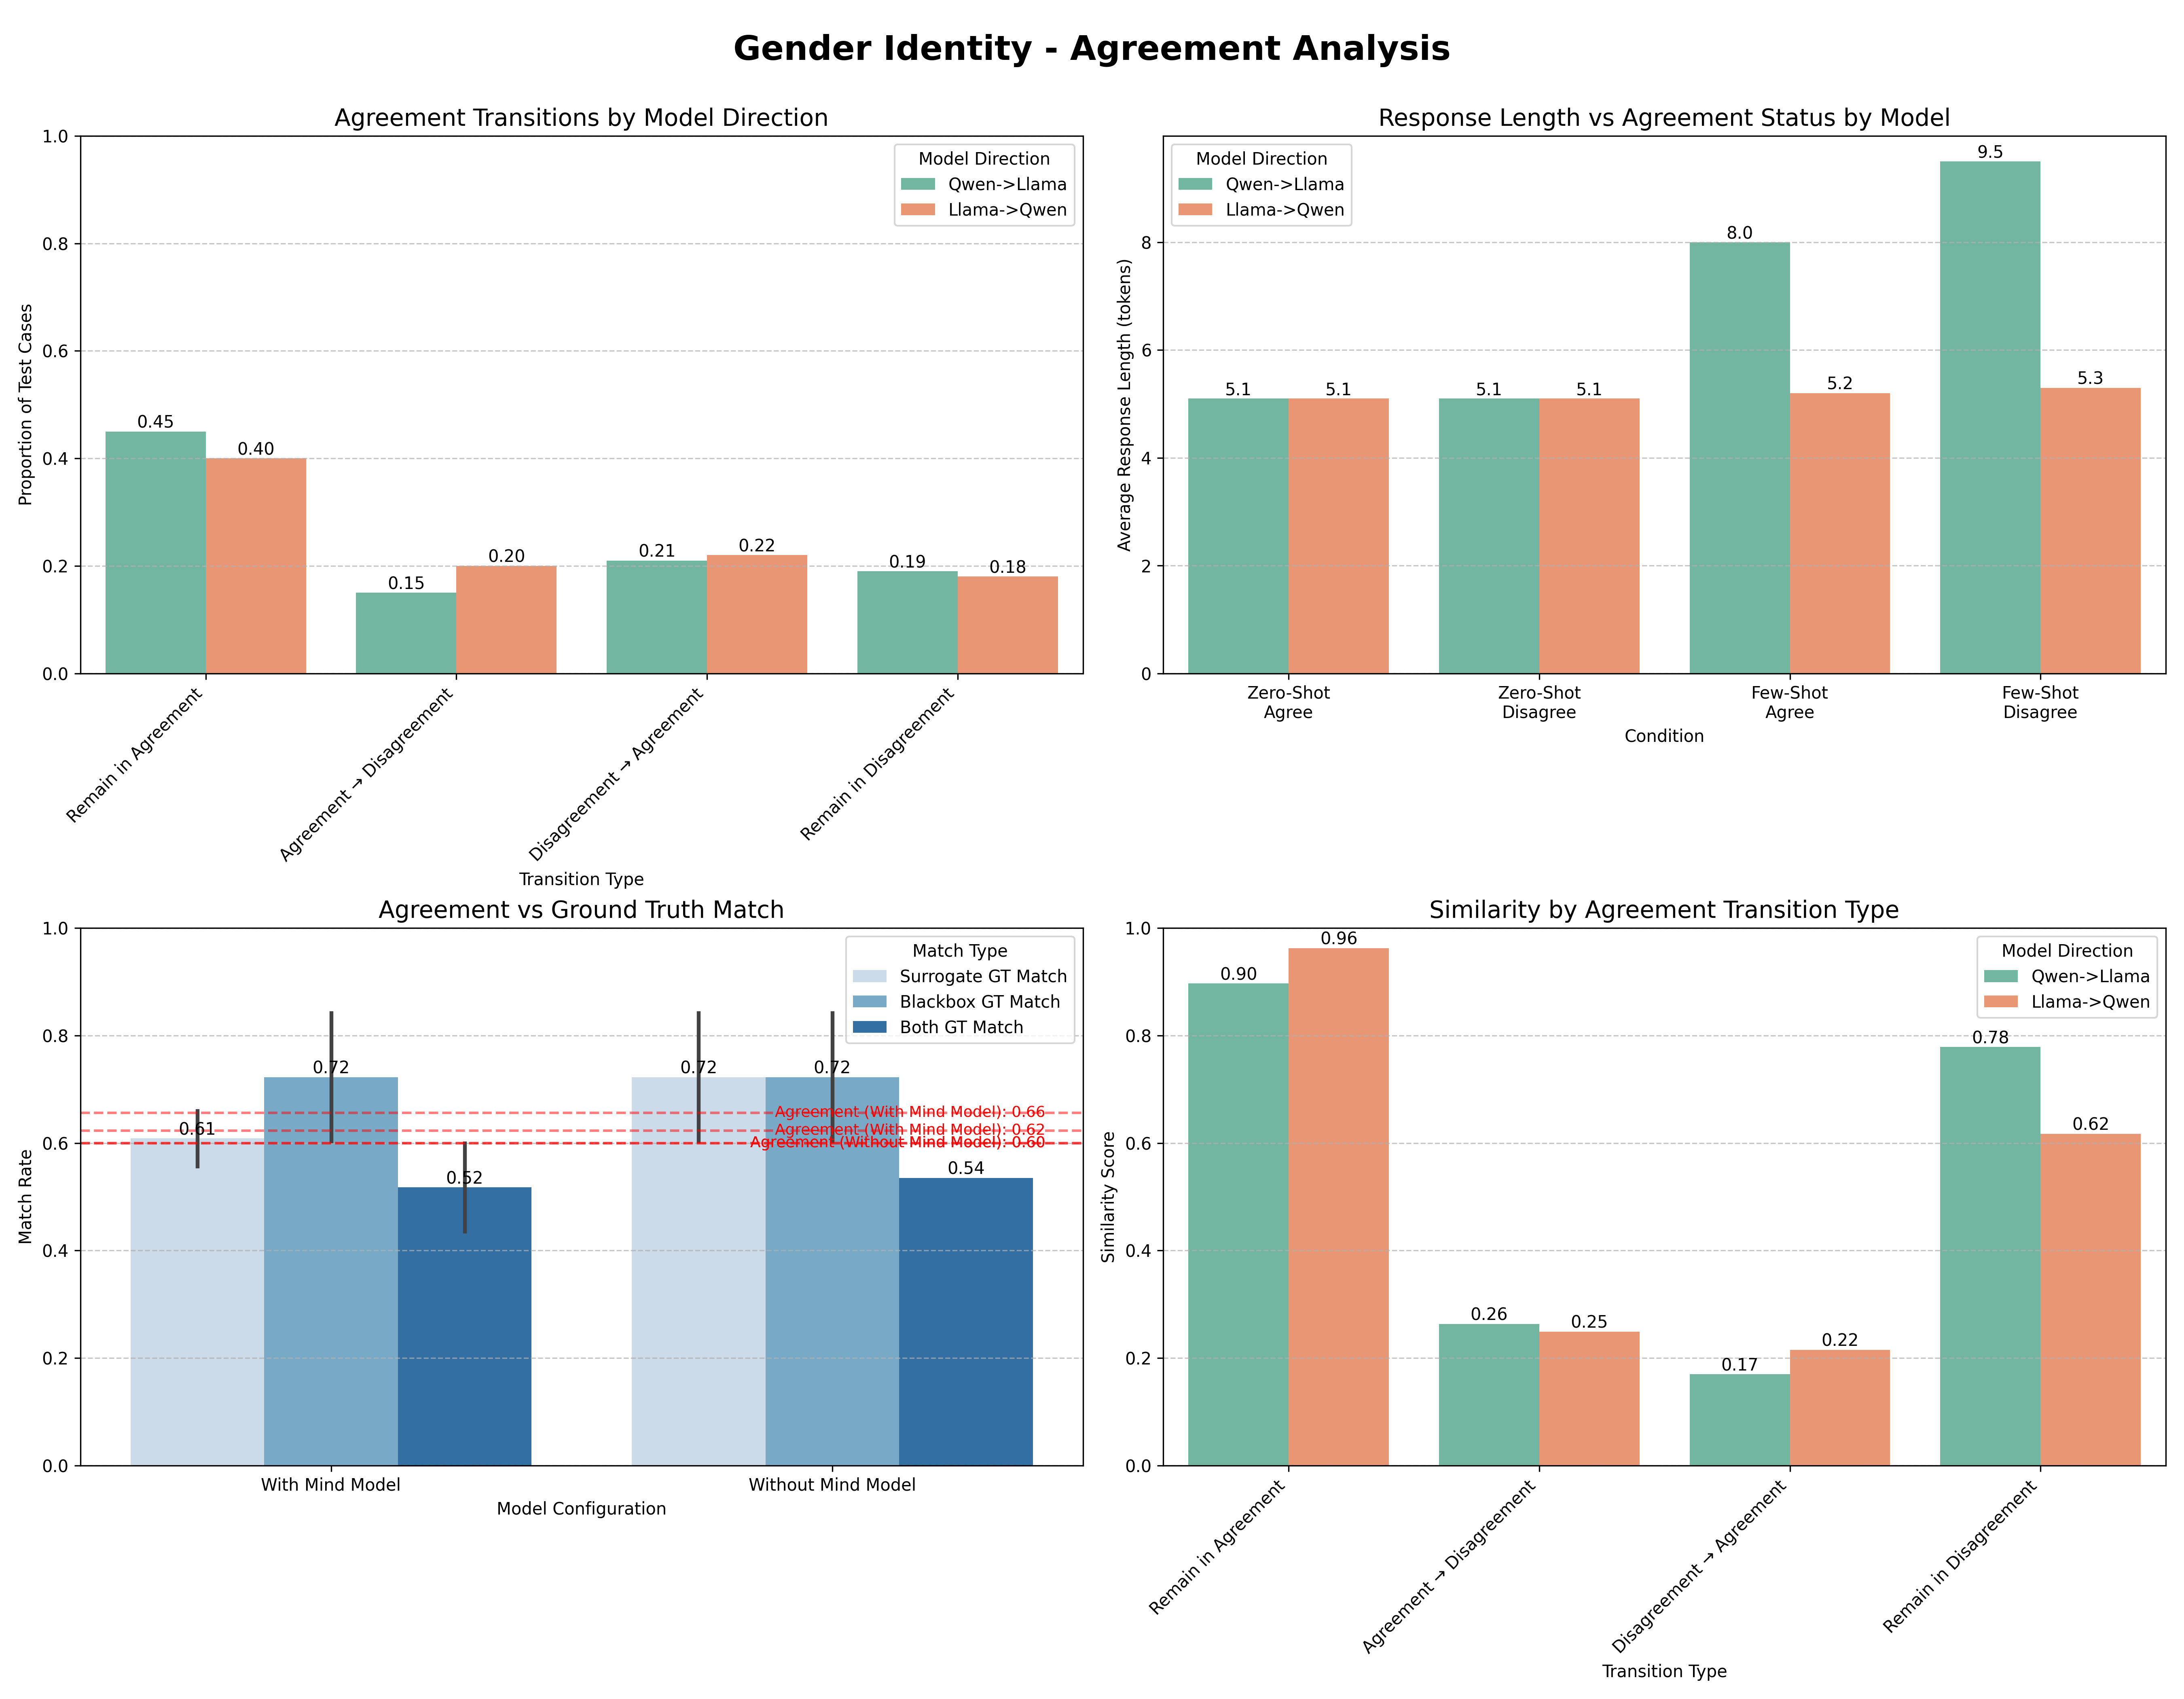 Gender Identity - Agreement Analysis
Agreement Transitions by Model Direction
Proportion of Test Cases
1.0
0.8
0.6
0.4
0.2
0.0
Model Direction
Qwen->Llama
Llama->Qwen
0.45
0.40
0.15
0.20
0.21
0.22
0.19
0.18
Remain in Agreement
Agreement → Disagreement
Disagreement → Agreement
Remain in Disagreement
Transition Type
Response Length vs Agreement Status by Model
Average Response Length (tokens)
8
6
4
2
0
Model Direction
Qwen->Llama
Llama->Qwen
5.1
5.1
5.1
5.1
8.0
5.2
9.5
5.3
Zero-Shot
Agree
Zero-Shot
Disagree
Few-Shot
Agree
Few-Shot
Disagree
Condition
Agreement vs Ground Truth Match
Match Rate
1.0
0.8
0.6
0.4
0.2
0.0
Match Type
Surrogate GT Match
Blackbox GT Match
Both GT Match
0.61
0.72
0.52
0.72
0.72
0.54
Agreement (With Mind Model): 0.66
Agreement (With Mind Model): 0.62
Agreement (Without Mind Model): 0.60
With Mind Model
Without Mind Model
Model Configuration
Similarity by Agreement Transition Type
Similarity Score
1.0
0.8
0.6
0.4
0.2
0.0
Model Direction
Qwen->Llama
Llama->Qwen
0.90
0.96
0.26
0.25
0.17
0.22
0.78
0.62
Remain in Agreement
Agreement → Disagreement
Disagreement → Agreement
Remain in Disagreement
Transition Type